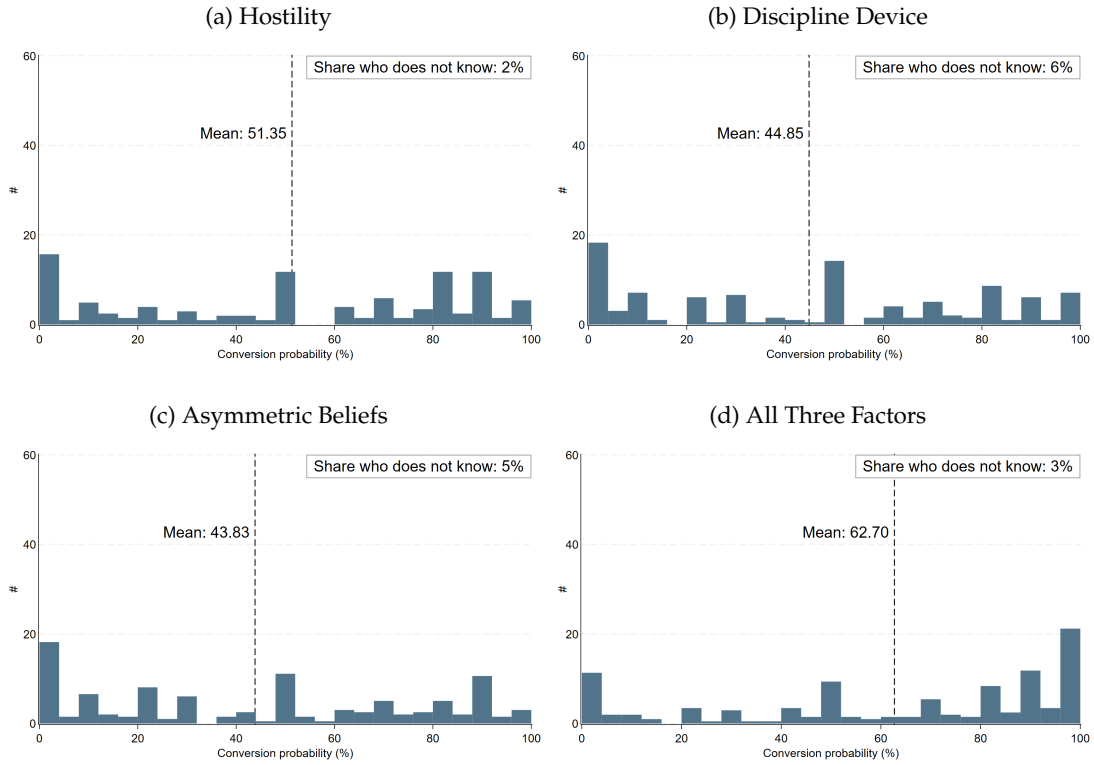 (a) Hostility
60
Share who does not know: 2%
Mean: 51.35
40
#
20
0
0 20 40 60 80 100
Conversion probability (%)
(b) Discipline Device
60
Share who does not know: 6%
Mean: 44.85
40
#
20
0
0 20 40 60 80 100
Conversion probability (%)
(c) Asymmetric Beliefs
60
Share who does not know: 5%
Mean: 43.83
40
#
20
0
0 20 40 60 80 100
Conversion probability (%)
(d) All Three Factors
60
Share who does not know: 3%
Mean: 62.70
40
#
20
0
0 20 40 60 80 100
Conversion probability (%)